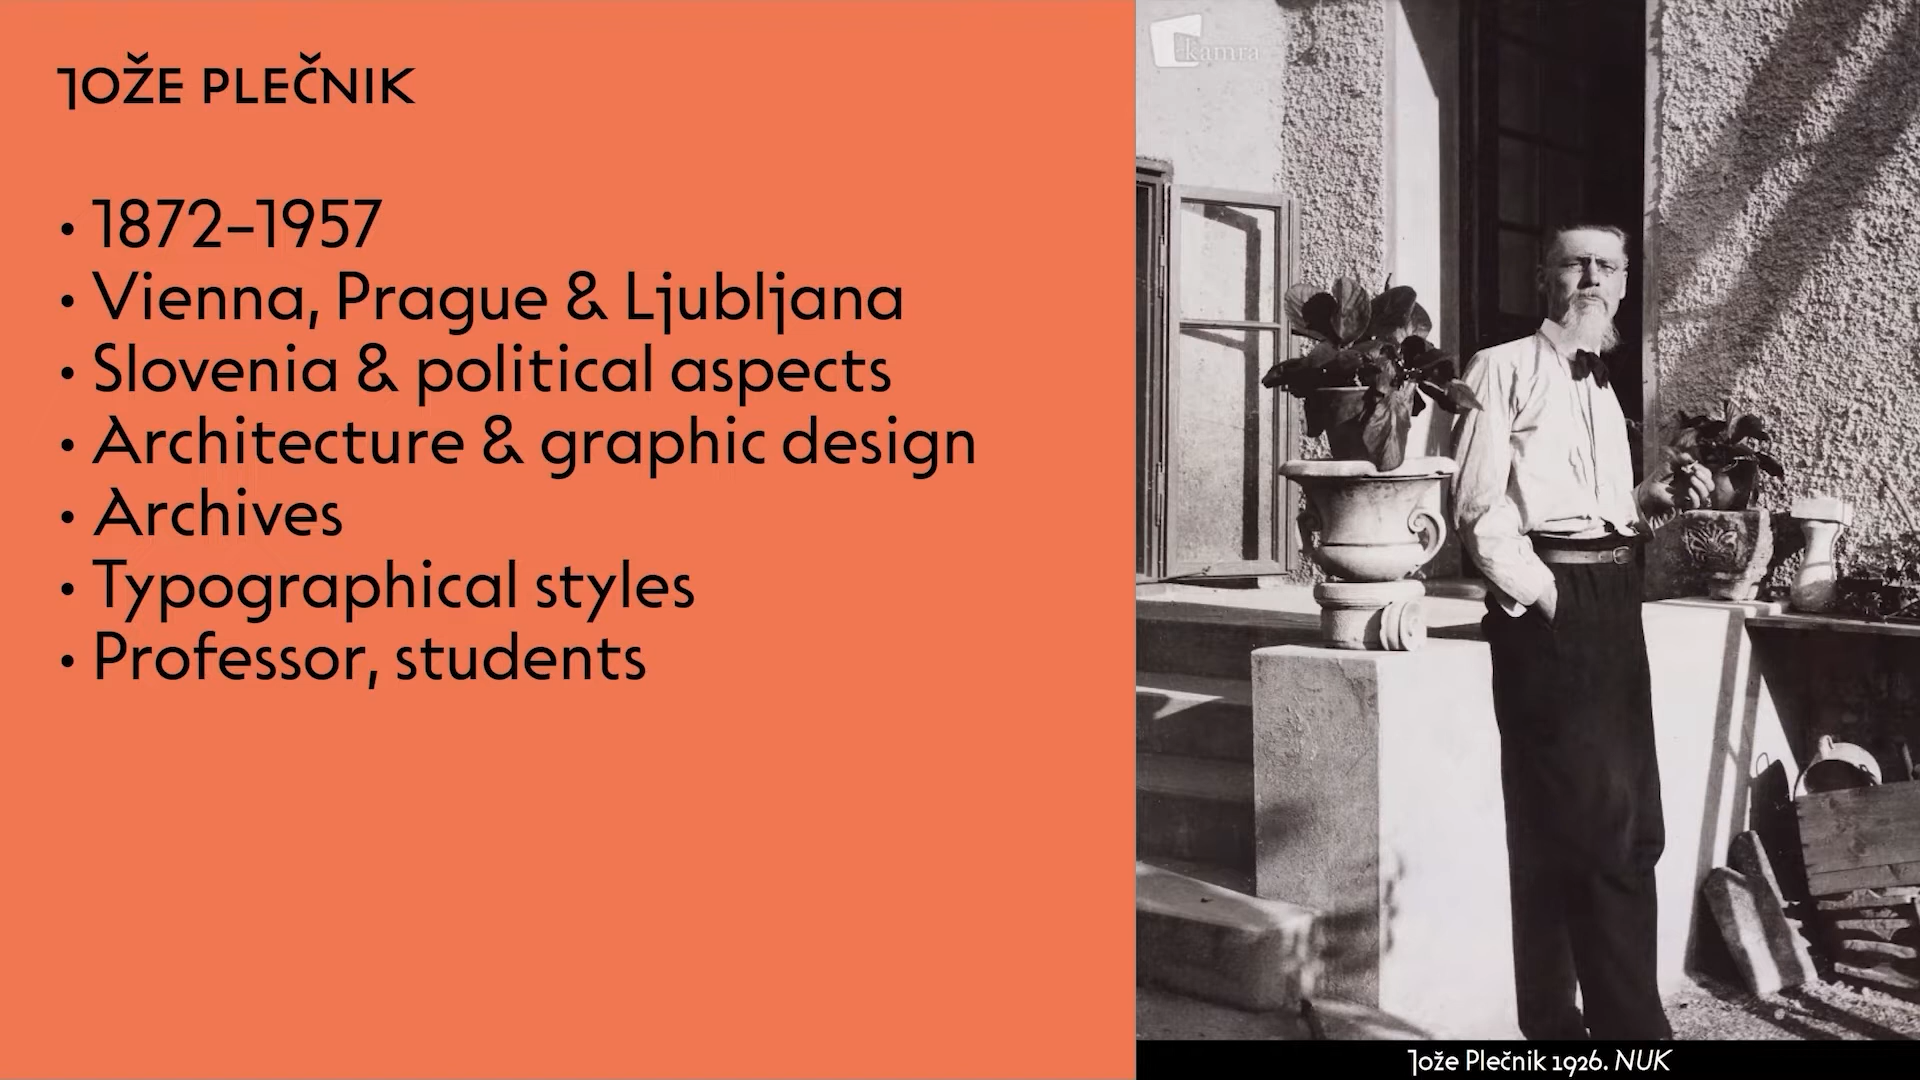 JOŽE PLEČNIK
• 1872–1957
• Vienna, Prague & Ljubljana
• Slovenia & political aspects
• Architecture & graphic design
• Archives
• Typographical styles
• Professor, students
kamra
Jože Plečnik 1926. NUK